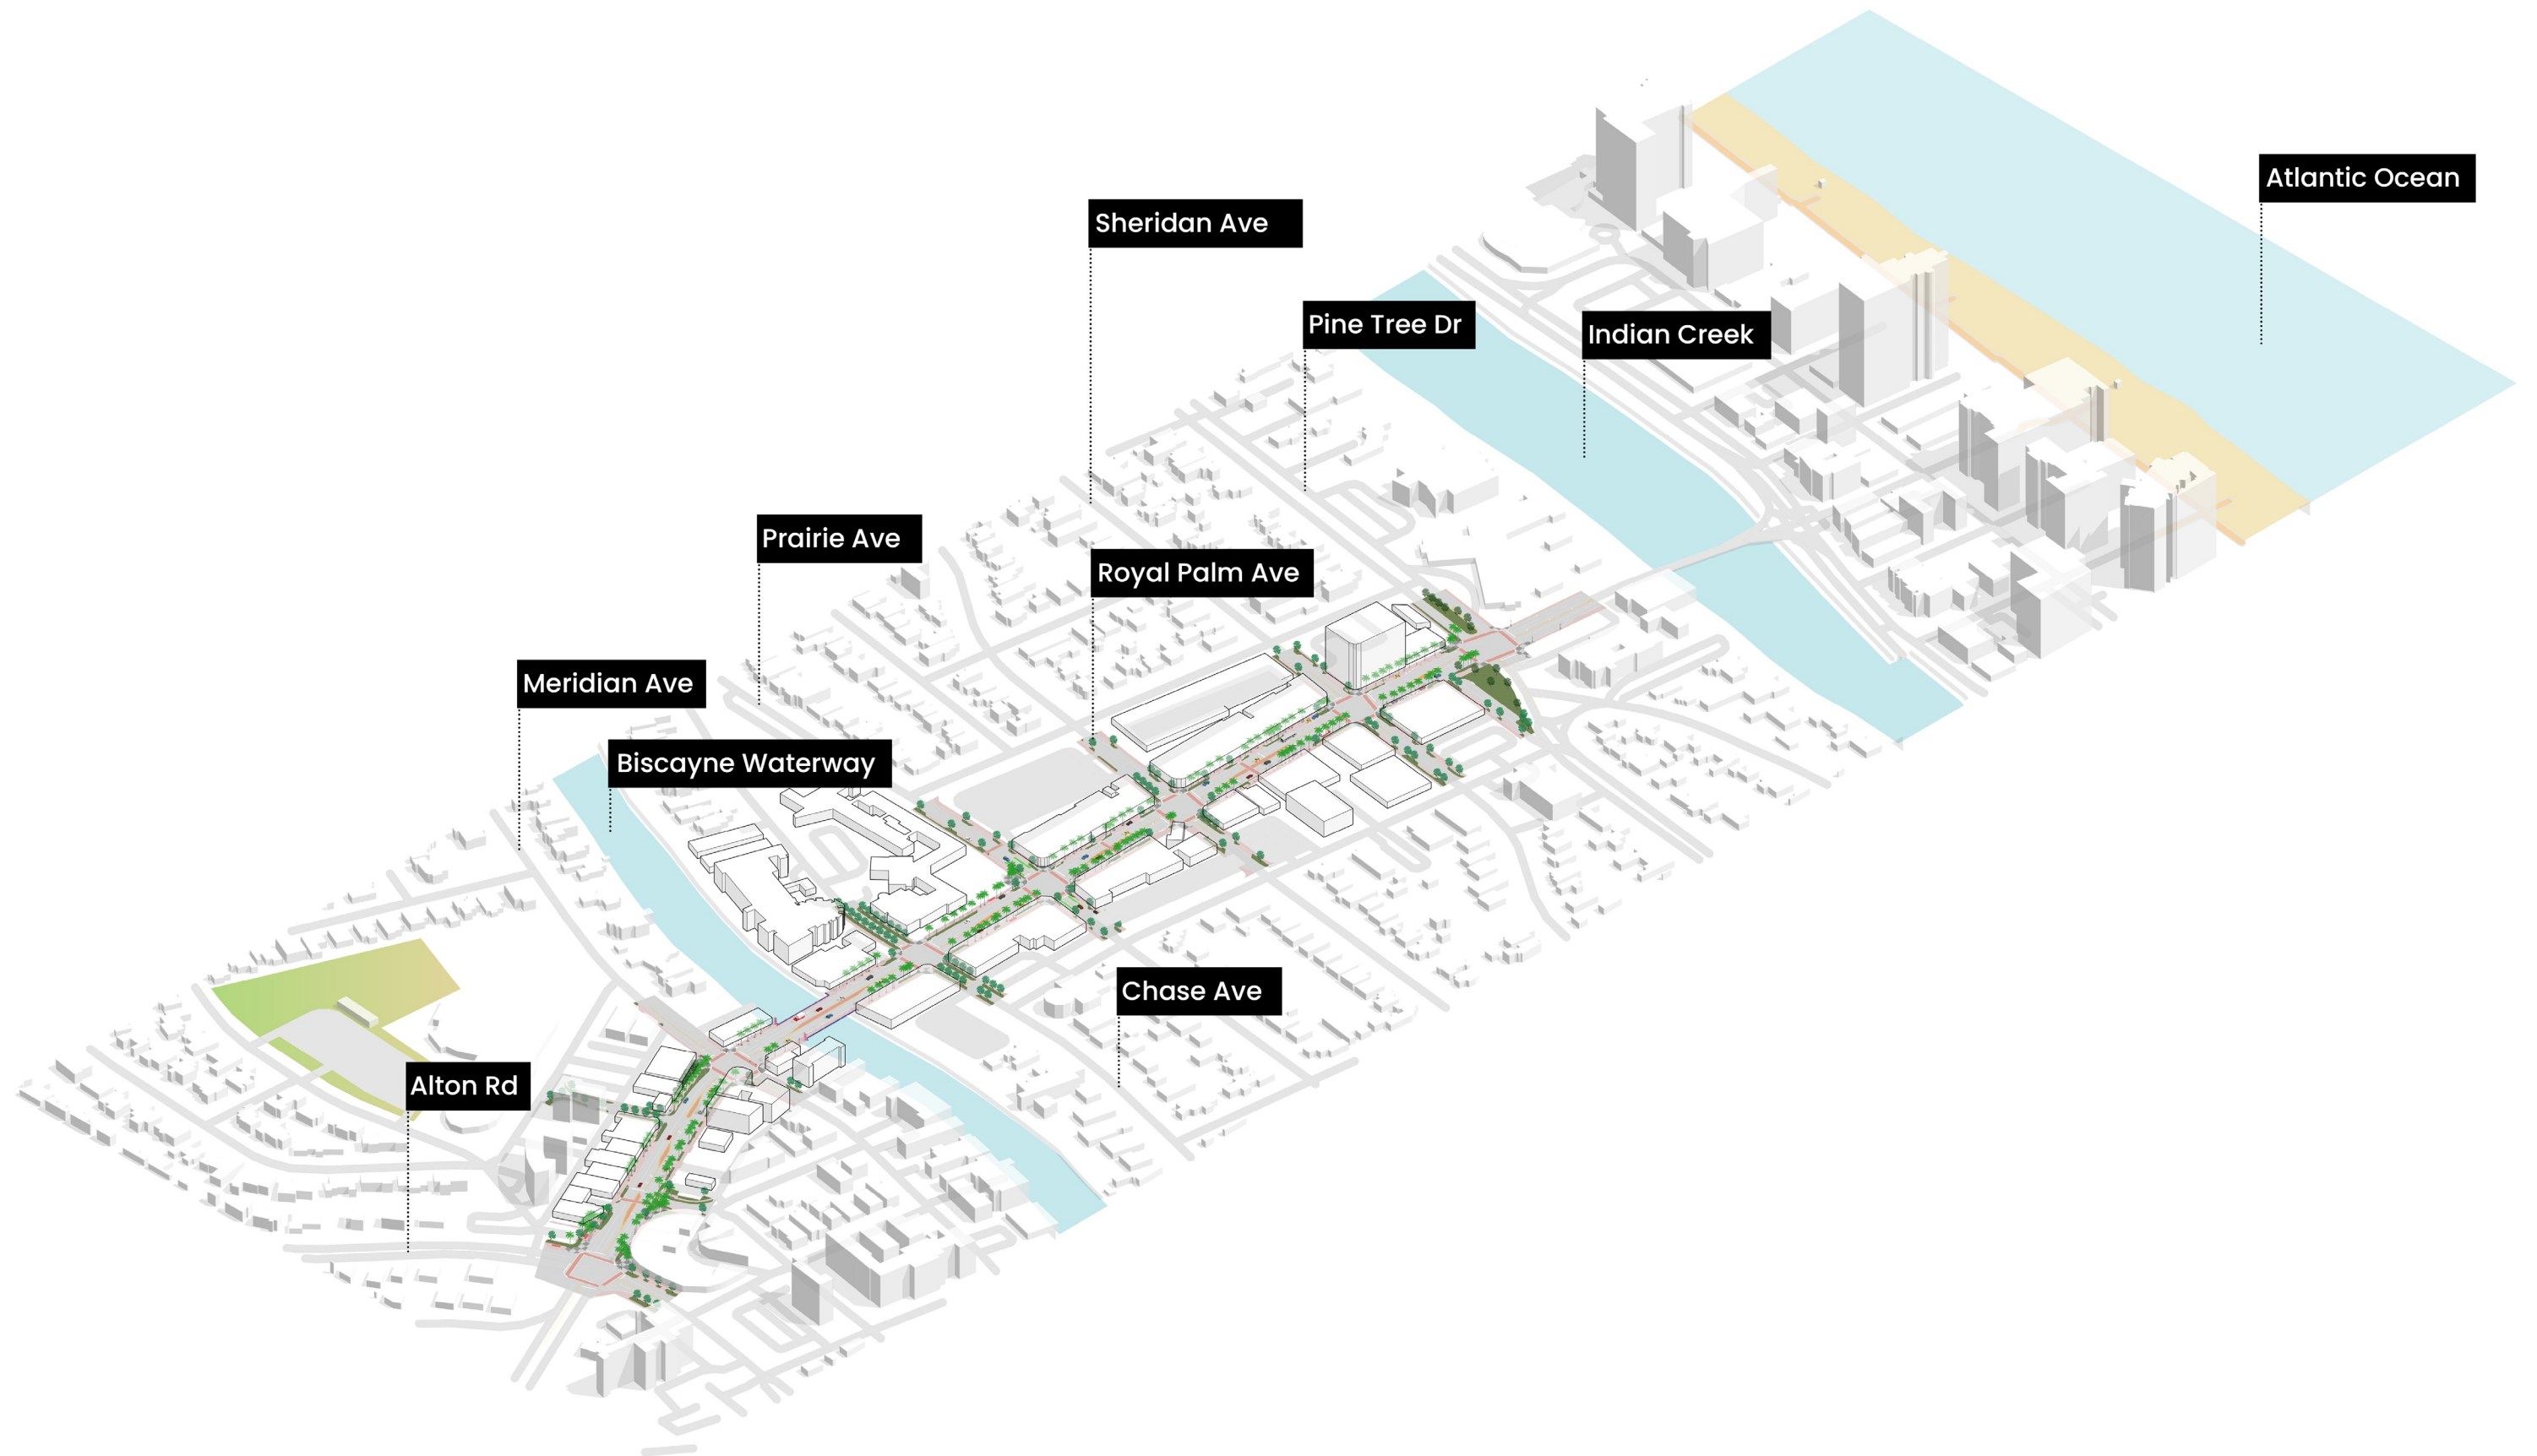 Atlantic Ocean
Sheridan Ave
Pine Tree Dr
Indian Creek
Prairie Ave
Royal Palm Ave
Meridian Ave
Biscayne Waterway
Chase Ave
Alton Rd